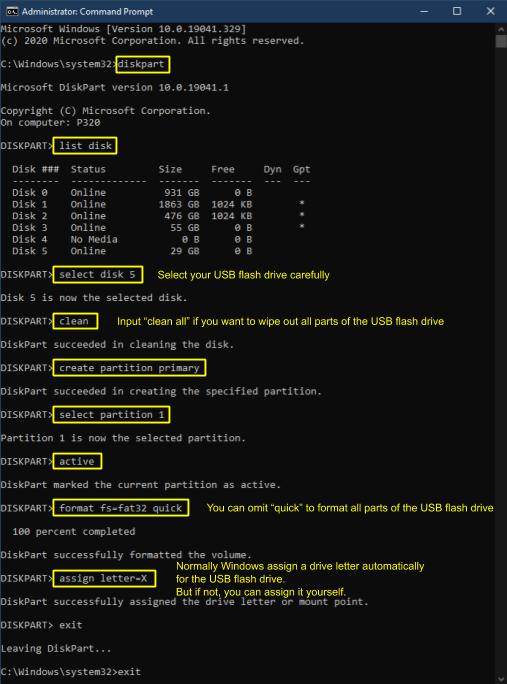 Administrator: Command Prompt
Microsoft Windows [Version 10.0.19041.329]
(c) 2020 Microsoft Corporation. All rights reserved.
C:\Windows\system32>diskpart
Microsoft DiskPart version 10.0.19041.1
Copyright (C) Microsoft Corporation.
On computer: P320
DISKPART> list disk
Disk ### Status Size Free Dyn Gpt
-------- ------------- ------- ------- --- ---
Disk 0 Online 931 GB 0 B
Disk 1 Online 1863 GB 1024 KB *
Disk 2 Online 476 GB 1024 KB *
Disk 3 Online 55 GB 0 B *
Disk 4 No Media 0 B 0 B
Disk 5 Online 29 GB 0 B
DISKPART> select disk 5 Select your USB flash drive carefully
Disk 5 is now the selected disk.
DISKPART> clean Input “clean all” if you want to wipe out all parts of the USB flash drive
DiskPart succeeded in cleaning the disk.
DISKPART> create partition primary
DiskPart succeeded in creating the specified partition.
DISKPART> select partition 1
Partition 1 is now the selected partition.
DISKPART> active
DiskPart marked the current partition as active.
DISKPART> format fs=fat32 quick You can omit “quick” to format all parts of the USB flash drive
100 percent completed
DiskPart successfully formatted the volume.
Normally Windows assign a drive letter automatically
DISKPART> assign letter=X for the USB flash drive.
But if not, you can assign it yourself.
DiskPart successfully assigned the drive letter or mount point.
DISKPART> exit
Leaving DiskPart...
C:\Windows\system32>exit